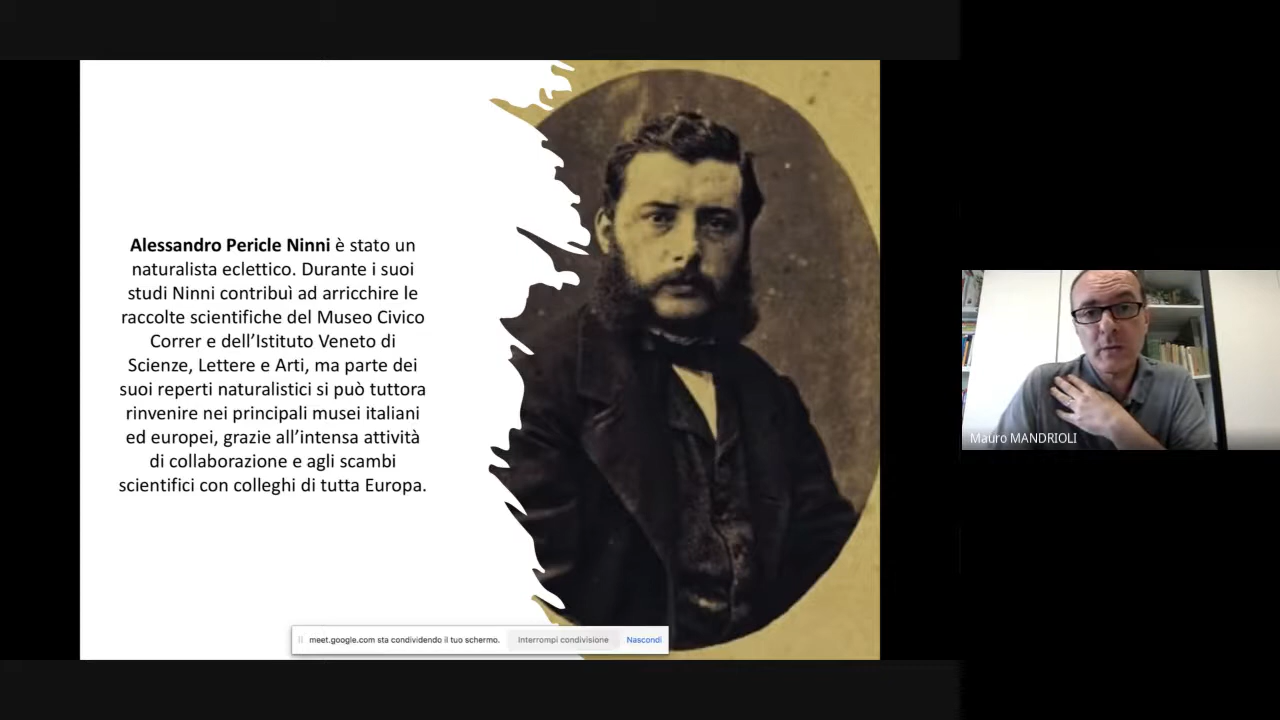 Alessandro Pericle Ninni è stato un
naturalista eclettico. Durante i suoi
studi Ninni contribuì ad arricchire le
raccolte scientifiche del Museo Civico
Correr e dell’Istituto Veneto di
Scienze, Lettere e Arti, ma parte dei
suoi reperti naturalistici si può tuttora
rinvenire nei principali musei italiani
ed europei, grazie all’intensa attività
di collaborazione e agli scambi
scientifici con colleghi di tutta Europa.
meet.google.com sta condividendo il tuo schermo. Interrompi condivisione Nascondi
Mauro MANDRIOLI